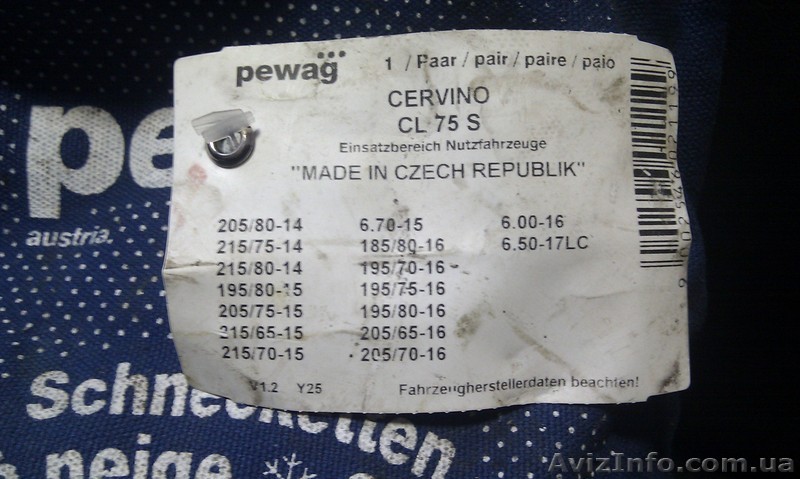 pewag
1 / Paar / pair / paire / paio
CERVINO
CL 75 S
Einsatzbereich Nutzfahrzeuge
"MADE IN CZECH REPUBLIK"
205/80-14 6.70-15 6.00-16
215/75-14 185/80-16 6.50-17LC
215/80-14 195/70-16
195/80-15 195/75-16
205/75-15 195/80-16
215/65-15 205/65-16
215/70-15 205/70-16
V1.2 Y25 Fahrzeugherstellerdaten beachten!
pe
austria.
Schneeketten
neige
AvizInfo.com.ua